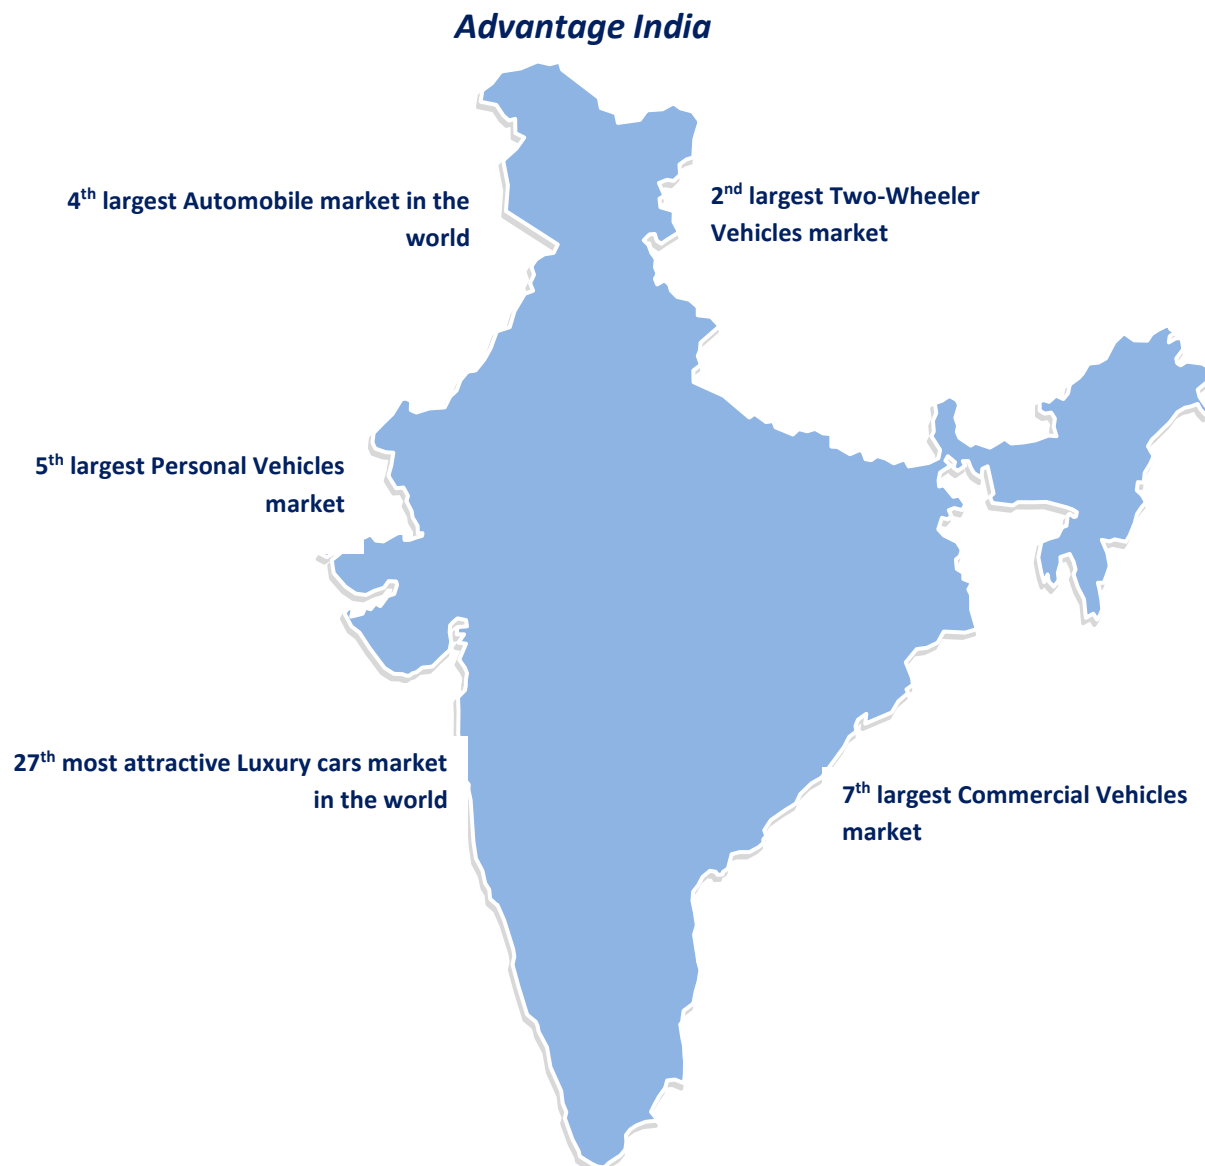 Advantage India
4th largest Automobile market in the
world
2nd largest Two-Wheeler
Vehicles market
5th largest Personal Vehicles
market
27th most attractive Luxury cars market
in the world
7th largest Commercial Vehicles
market